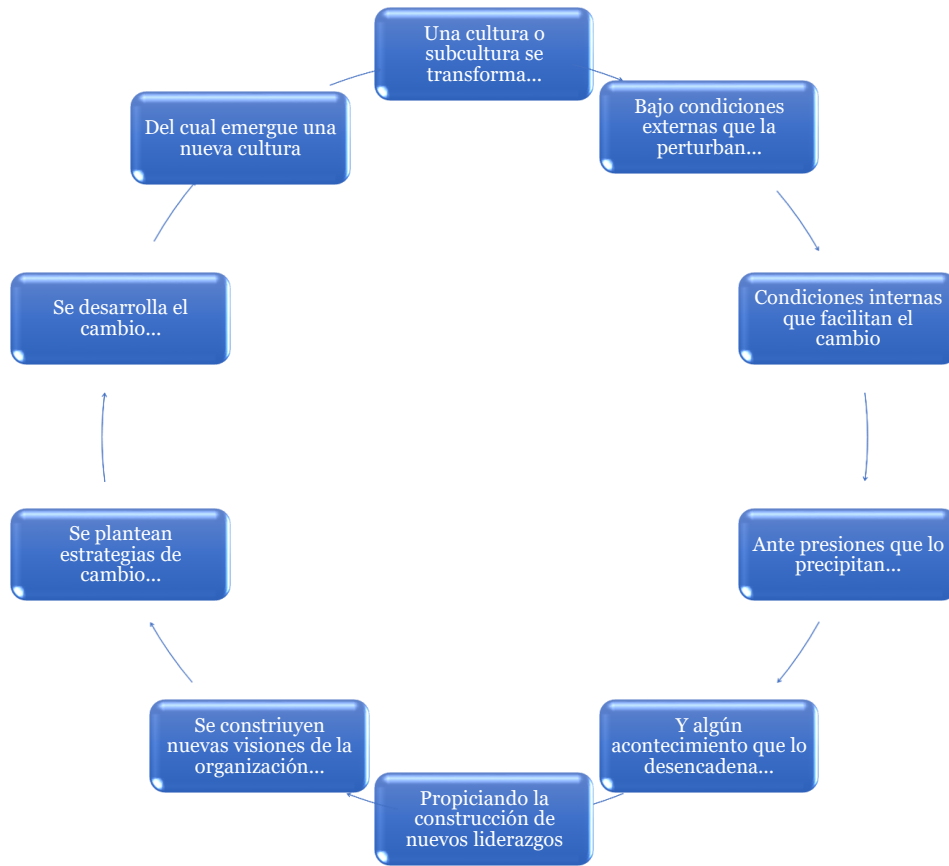 Una cultura o
subcultura se
transforma...
Bajo condiciones
externas que la
perturban...
Condiciones internas
que facilitan el
cambio
Ante presiones que lo
precipitan...
Y algún
acontecimiento que lo
desencadena...
Propiciando la
construcción de
nuevos liderazgos
Se constriuyen
nuevas visiones de la
organización...
Se plantean
estrategias de
cambio...
Se desarrolla el
cambio...
Del cual emergue una
nueva cultura